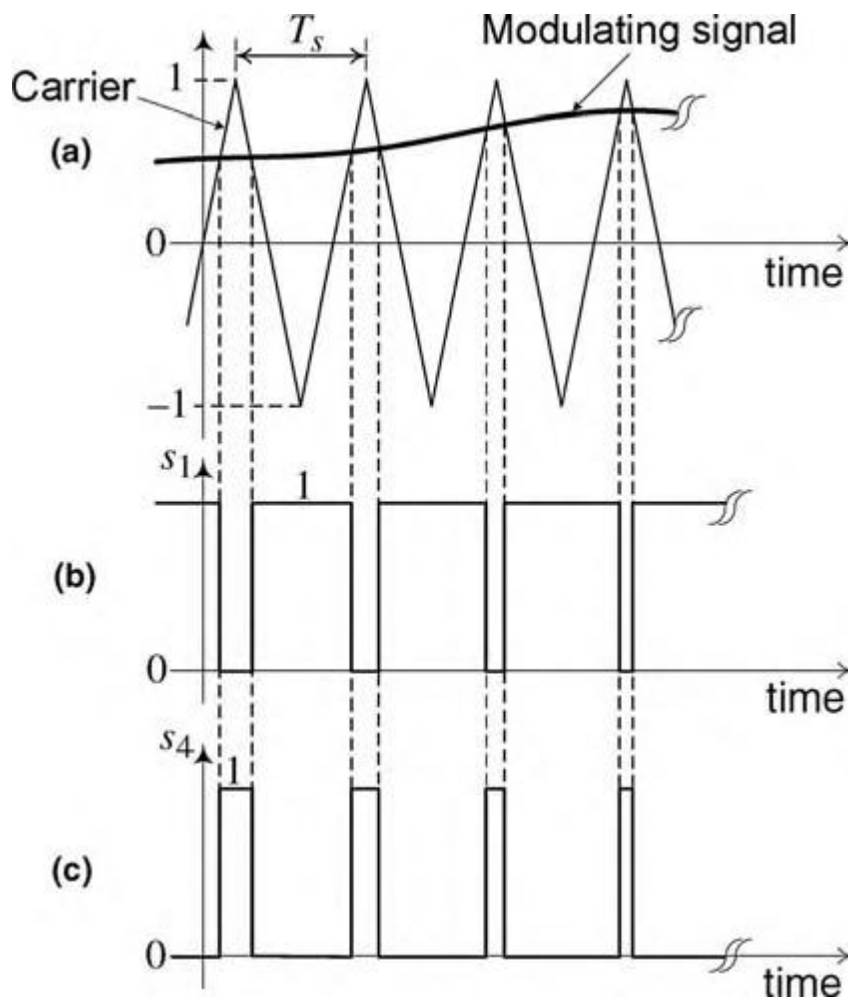 T_s
Modulating signal
Carrier
1
(a)
0
time
−1
s_1
1
(b)
0
time
s_4
1
(c)
0
time